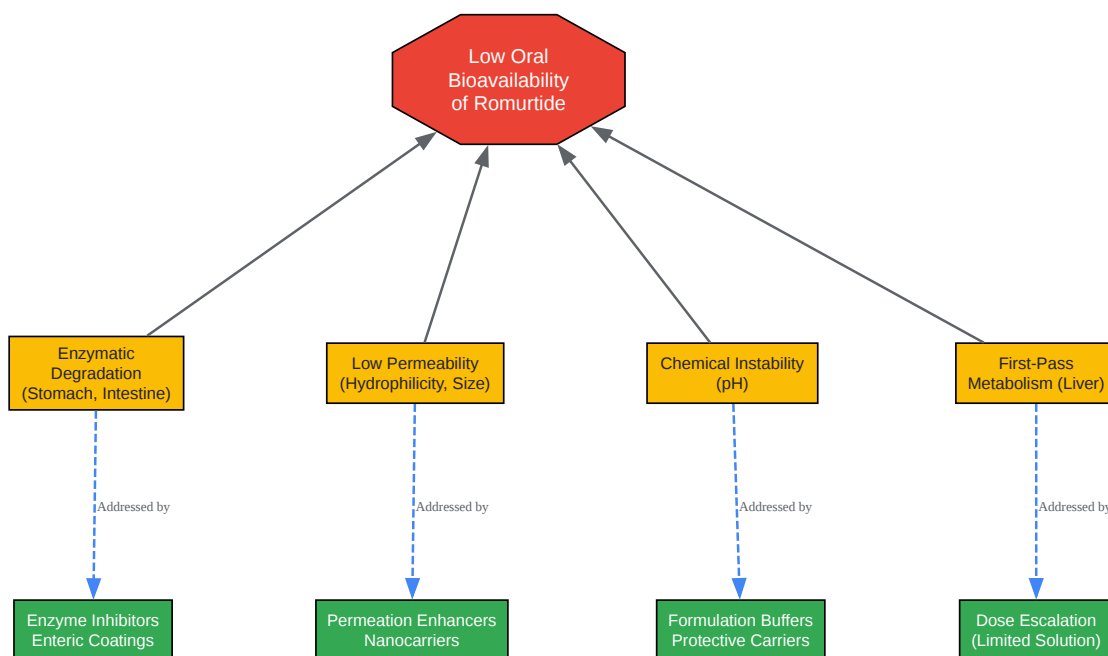 Low Oral
Bioavailability
of Romurtide
Enzymatic
Degradation
(Stomach, Intestine)
Low Permeability
(Hydrophilicity, Size)
Chemical Instability
(pH)
First-Pass
Metabolism (Liver)
Addressed by
Addressed by
Addressed by
Addressed by
Enzyme Inhibitors
Enteric Coatings
Permeation Enhancers
Nanocarriers
Formulation Buffers
Protective Carriers
Dose Escalation
(Limited Solution)